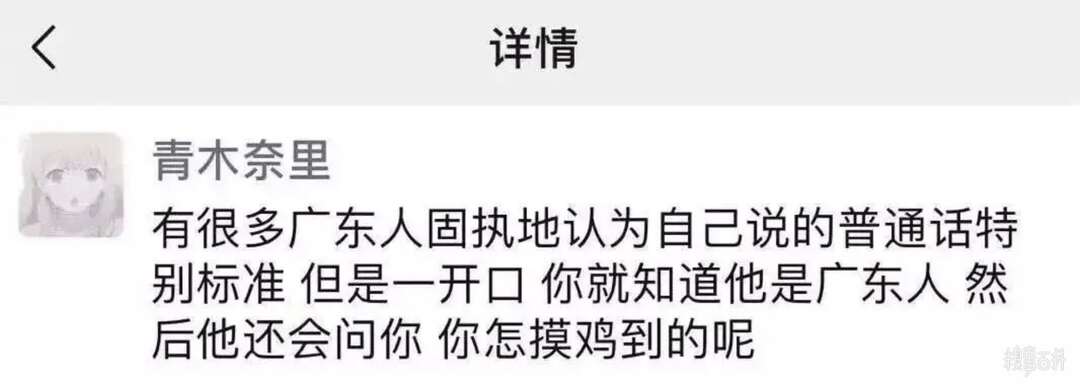 详情
青木奈里
有很多广东人固执地认为自己说的普通话特
别标准 但是一开口 你就知道他是广东人 然
后他还会问你 你怎摸鸡到的呢